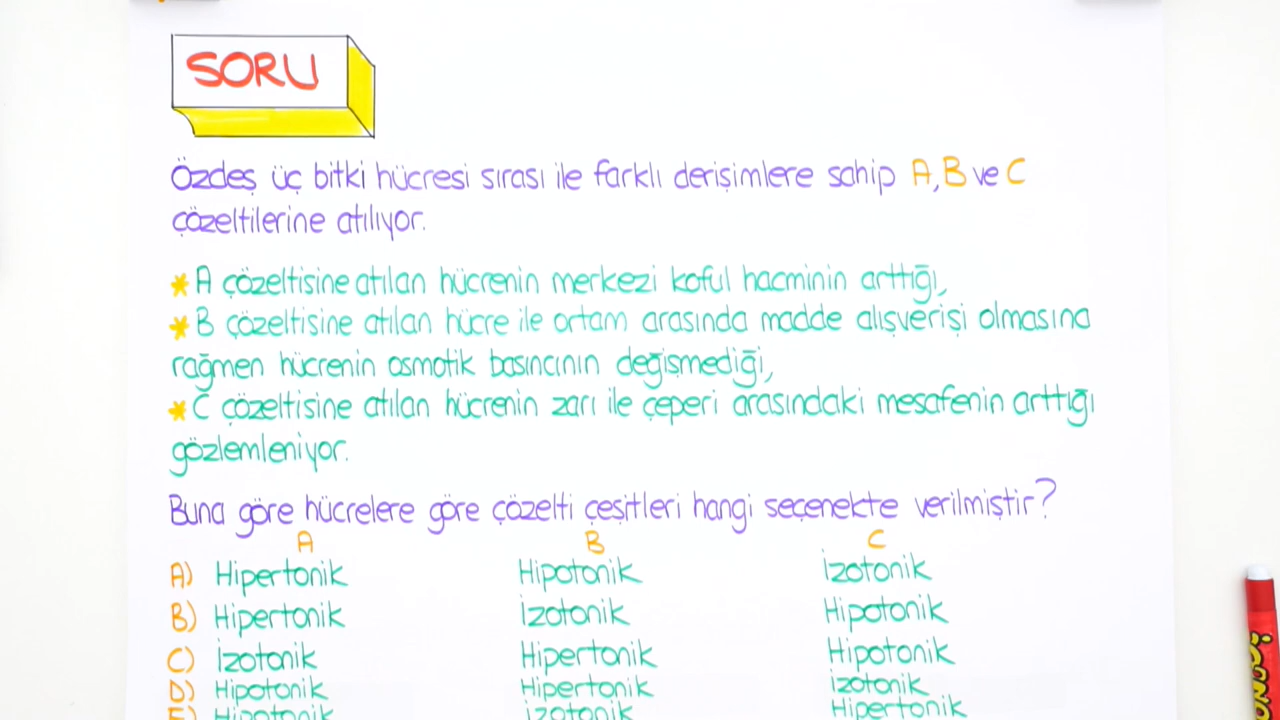 SORU
Özdeş üç bitki hücresi sırası ile farklı derişimlere sahip A, B ve C
çözeltilerine atılıyor.
* A çözeltisine atılan hücrenin merkezi koful hacminin arttığı,
* B çözeltisine atılan hücre ile ortam arasında madde alışverişi olmasına
rağmen hücrenin osmotik basıncının değişmediği,
* C çözeltisine atılan hücrenin zarı ile çeperi arasındaki mesafenin arttığı
gözlemleniyor.
Buna göre hücrelere göre çözelti çeşitleri hangi seçenekte verilmiştir?
A B C
A) Hipertonik Hipotonik İzotonik
B) Hipertonik İzotonik Hipotonik
C) İzotonik Hipertonik Hipotonik
D) Hipotonik Hipertonik İzotonik
E) Hipotonik İzotonik Hipertonik